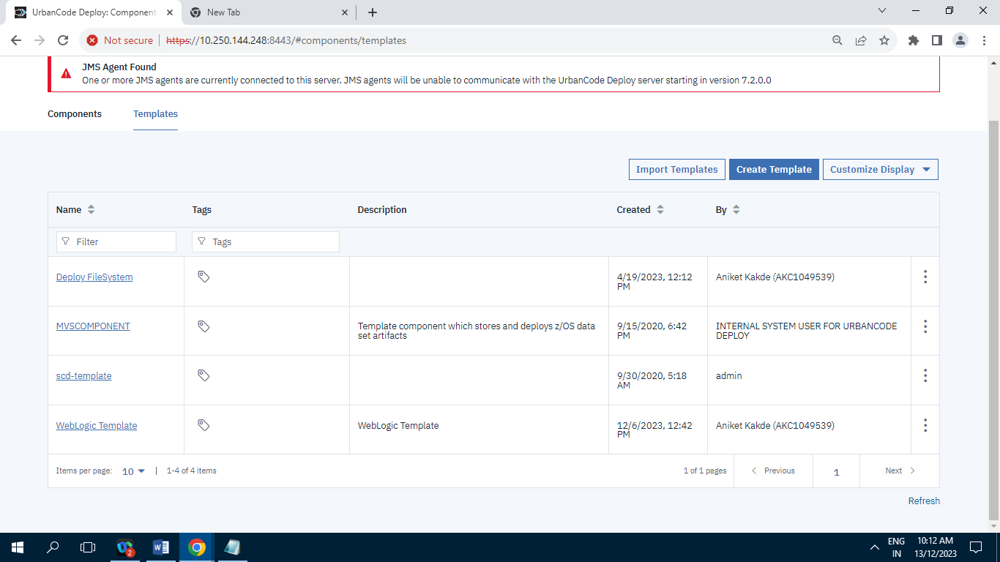 UrbanCode Deploy: Component
New Tab
Not secure
https://10.250.144.248:8443/#components/templates
JMS Agent Found
One or more JMS agents are currently connected to this server. JMS agents will be unable to communicate with the UrbanCode Deploy server starting in version 7.2.0.0
Components
Templates
Import Templates
Create Template
Customize Display
Name
Tags
Description
Created
By
Filter
Tags
Deploy FileSystem
4/19/2023, 12:12
PM
Aniket Kakde (AKC1049539)
MVSCOMPONENT
Template component which stores and deploys z/OS data
set artifacts
9/15/2020, 6:42
PM
INTERNAL SYSTEM USER FOR URBANCODE
DEPLOY
scd-template
9/30/2020, 5:18
AM
admin
WebLogic Template
WebLogic Template
12/6/2023, 12:42
PM
Aniket Kakde (AKC1049539)
Items per page: 10
1-4 of 4 items
1 of 1 pages
Previous
1
Next
Refresh
2
ENG
IN
10:12 AM
13/12/2023